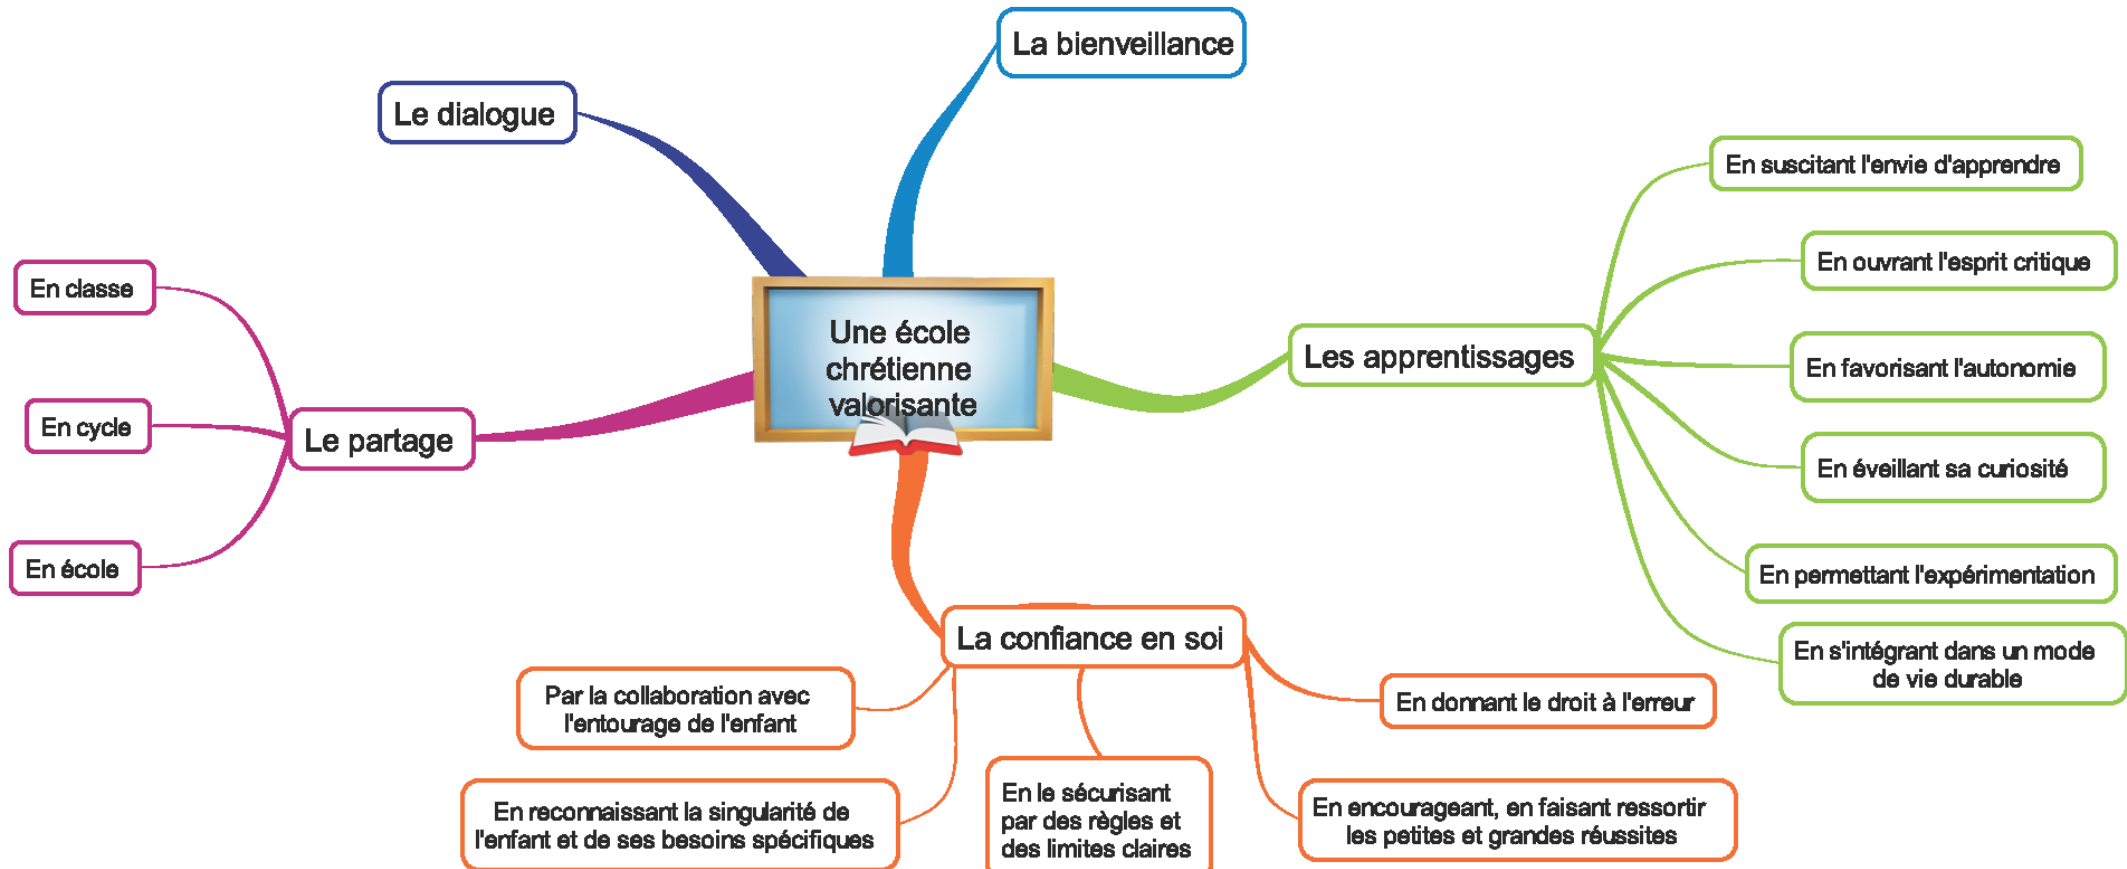 La bienveillance
Le dialogue
Une école
chrétienne
valorisante
Le partage
En classe
En cycle
En école
Les apprentissages
En suscitant l'envie d'apprendre
En ouvrant l'esprit critique
En favorisant l'autonomie
En éveillant sa curiosité
En permettant l'expérimentation
En s'intégrant dans un mode
de vie durable
La confiance en soi
Par la collaboration avec
l'entourage de l'enfant
En reconnaissant la singularité de
l'enfant et de ses besoins spécifiques
En le sécurisant
par des règles et
des limites claires
En encourageant, en faisant ressortir
les petites et grandes réussites
En donnant le droit à l'erreur